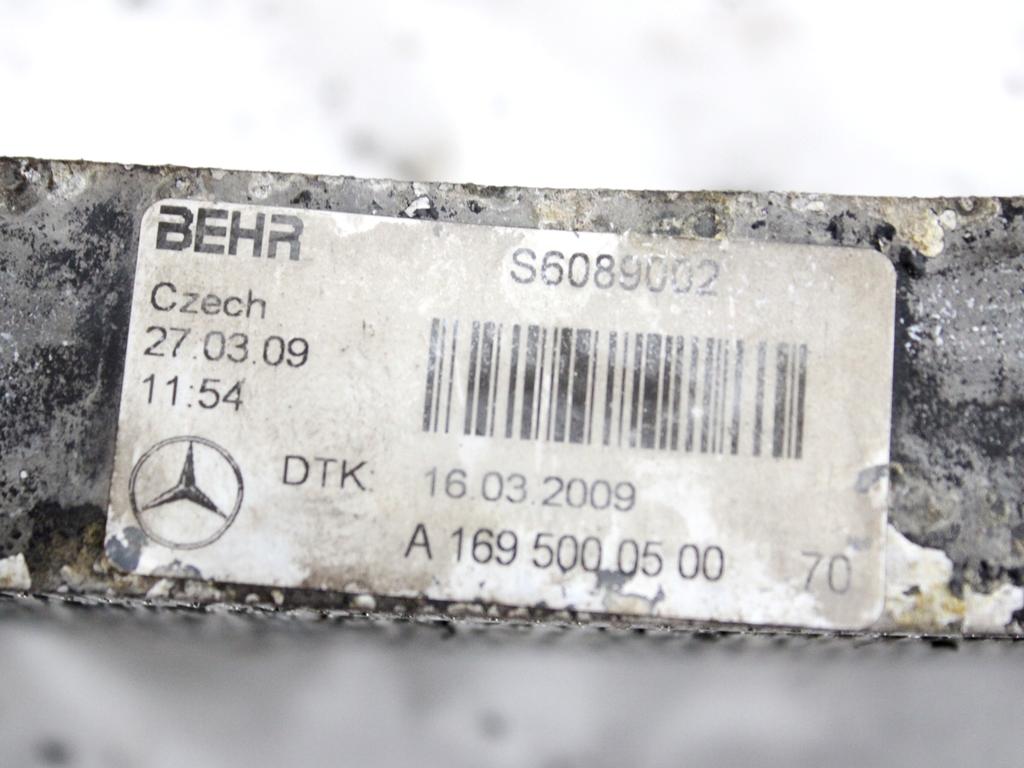 BEHR
S6089002
Czech
27.03.09
11:54
DTK: 16.03.2009
A 169 500 05 00 70